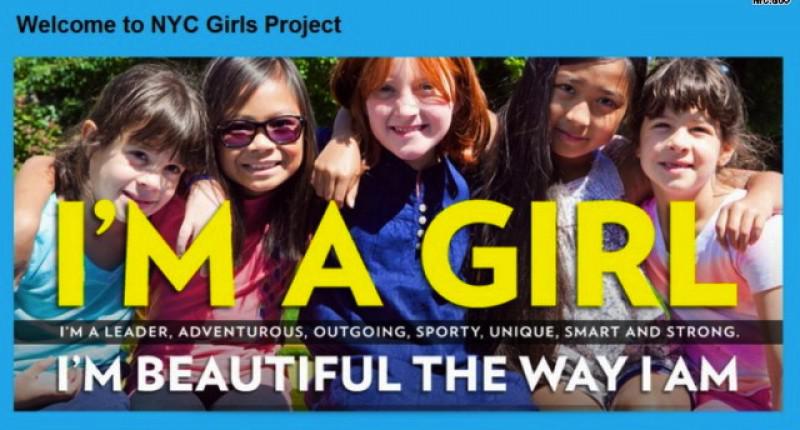 Welcome to NYC Girls Project
I'M A GIRL
I'M A LEADER, ADVENTUROUS, OUTGOING, SPORTY, UNIQUE, SMART AND STRONG.
I'M BEAUTIFUL THE WAY I AM